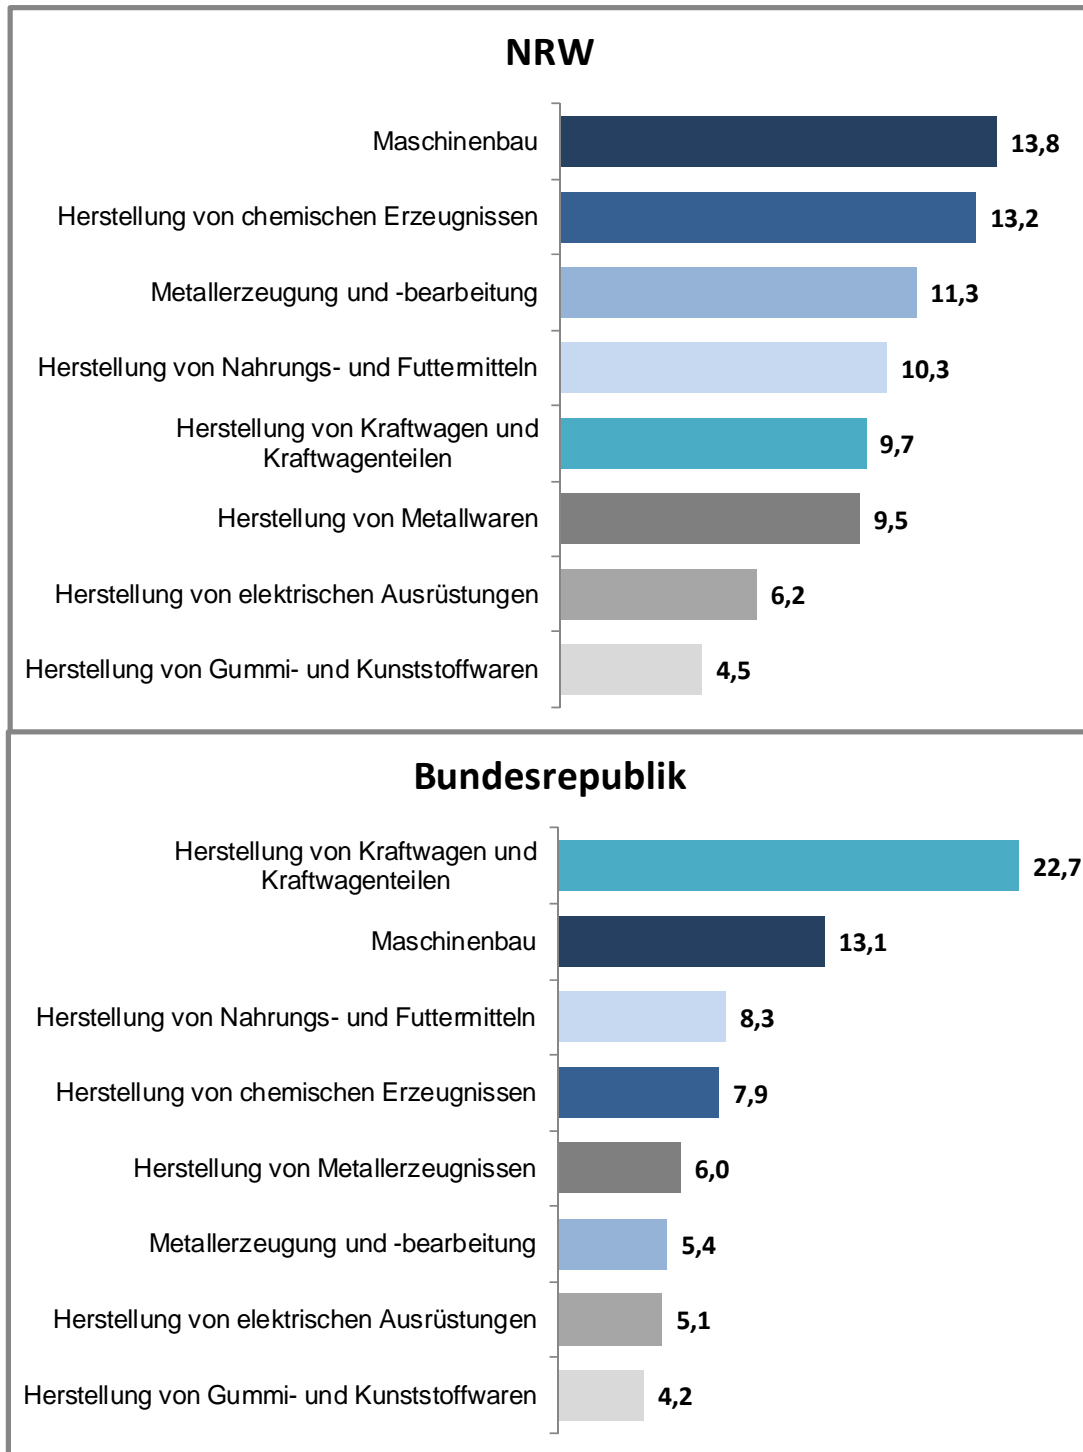 NRW
Maschinenbau 13,8
Herstellung von chemischen Erzeugnissen 13,2
Metallerzeugung und -bearbeitung 11,3
Herstellung von Nahrungs- und Futtermitteln 10,3
Herstellung von Kraftwagen und
Kraftwagenteilen 9,7
Herstellung von Metallwaren 9,5
Herstellung von elektrischen Ausrüstungen 6,2
Herstellung von Gummi- und Kunststoffwaren 4,5
Bundesrepublik
Herstellung von Kraftwagen und
Kraftwagenteilen 22,7
Maschinenbau 13,1
Herstellung von Nahrungs- und Futtermitteln 8,3
Herstellung von chemischen Erzeugnissen 7,9
Herstellung von Metallerzeugnissen 6,0
Metallerzeugung und -bearbeitung 5,4
Herstellung von elektrischen Ausrüstungen 5,1
Herstellung von Gummi- und Kunststoffwaren 4,2